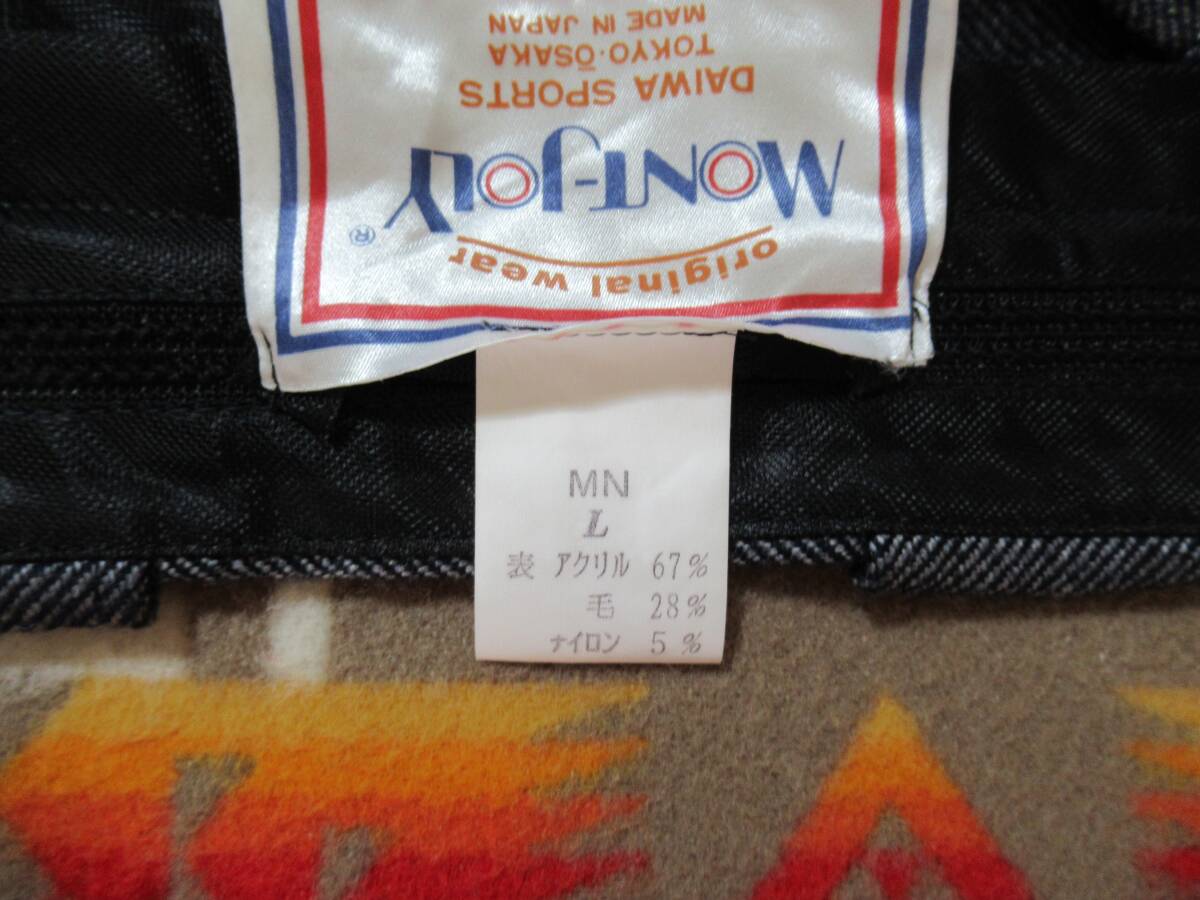 original wear
MONT-JOLY ®
DAIWA SPORTS
TOKYO·ŌSAKA
MADE IN JAPAN
MN
L
表 アクリル 67%
毛 28%
ナイロン 5%